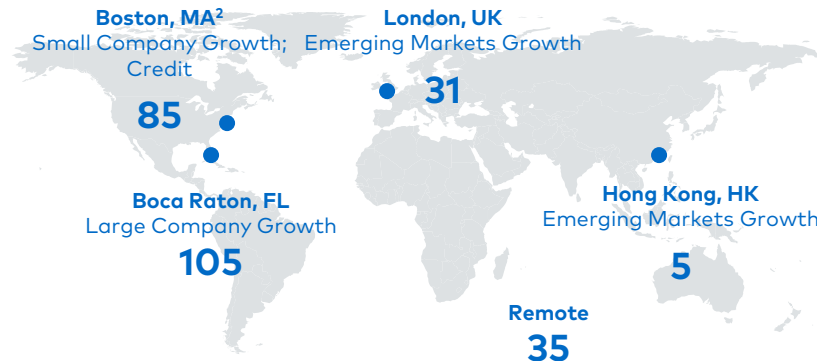 Boston, MA²
Small Company Growth;
Credit
85
London, UK
Emerging Markets Growth
31
Boca Raton, FL
Large Company Growth
105
Hong Kong, HK
Emerging Markets Growth
5
Remote
35